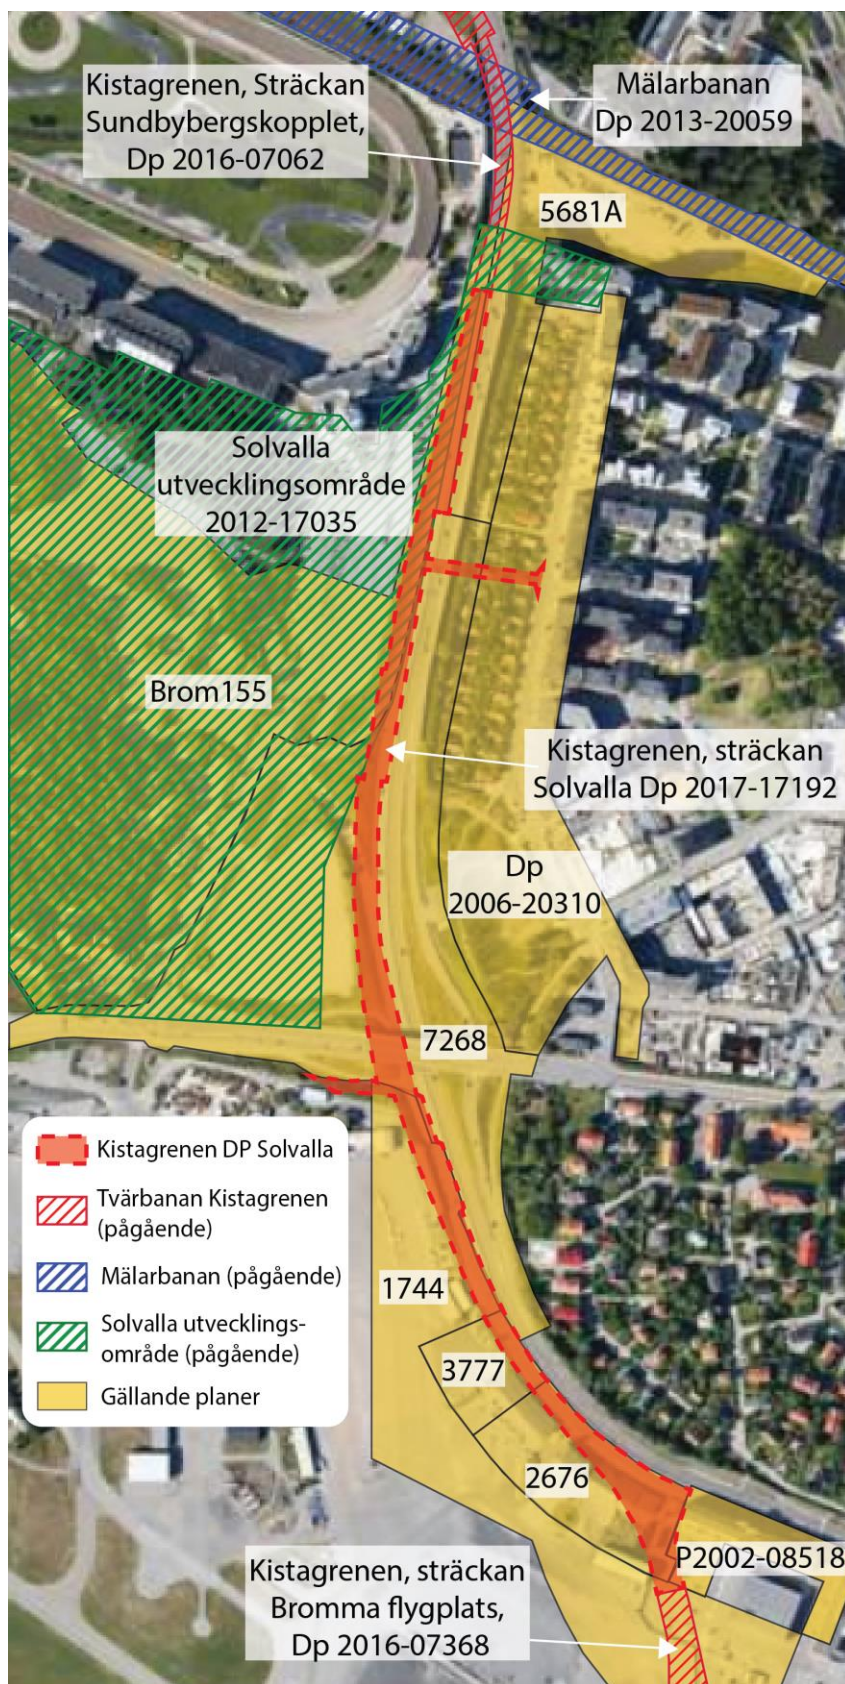 Kistagrenen, Sträckan
Sundbybergskopplet,
Dp 2016-07062
Mälarbanan
Dp 2013-20059
5681A
Solvalla
utvecklingsområde
2012-17035
Brom155
Kistagrenen, sträckan
Solvalla Dp 2017-17192
Dp
2006-20310
7268
Kistagrenen DP Solvalla
Tvärbanan Kistagrenen
(pågående)
Mälarbanan (pågående)
Solvalla utvecklings-
område (pågående)
Gällande planer
1744
3777
2676
P2002-08518
Kistagrenen, sträckan
Bromma flygplats,
Dp 2016-07368